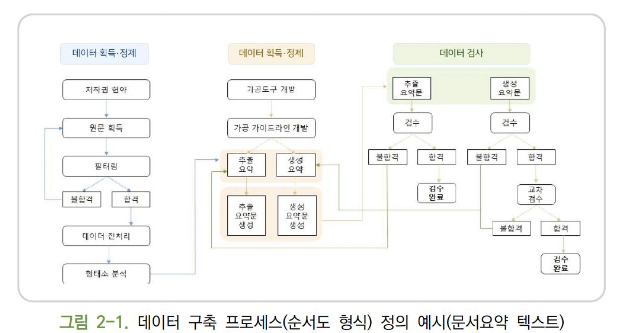 데이터 획득·정제
저작권 협약
원문 획득
필터링
불합격
합격
데이터 전처리
형태소 분석
데이터 획득·정제
가공도구 개발
가공 가이드라인 개발
추출
요약
생성
요약
추출
요약문
생성
생성
요약문
생성
데이터 검사
추출
요약문
생성
요약문
검수
검수
불합격
합격
불합격
합격
검수
완료
교차
검수
불합격
합격
검수
완료
그림 2-1. 데이터 구축 프로세스(순서도 형식) 정의 예시(문서요약 텍스트)